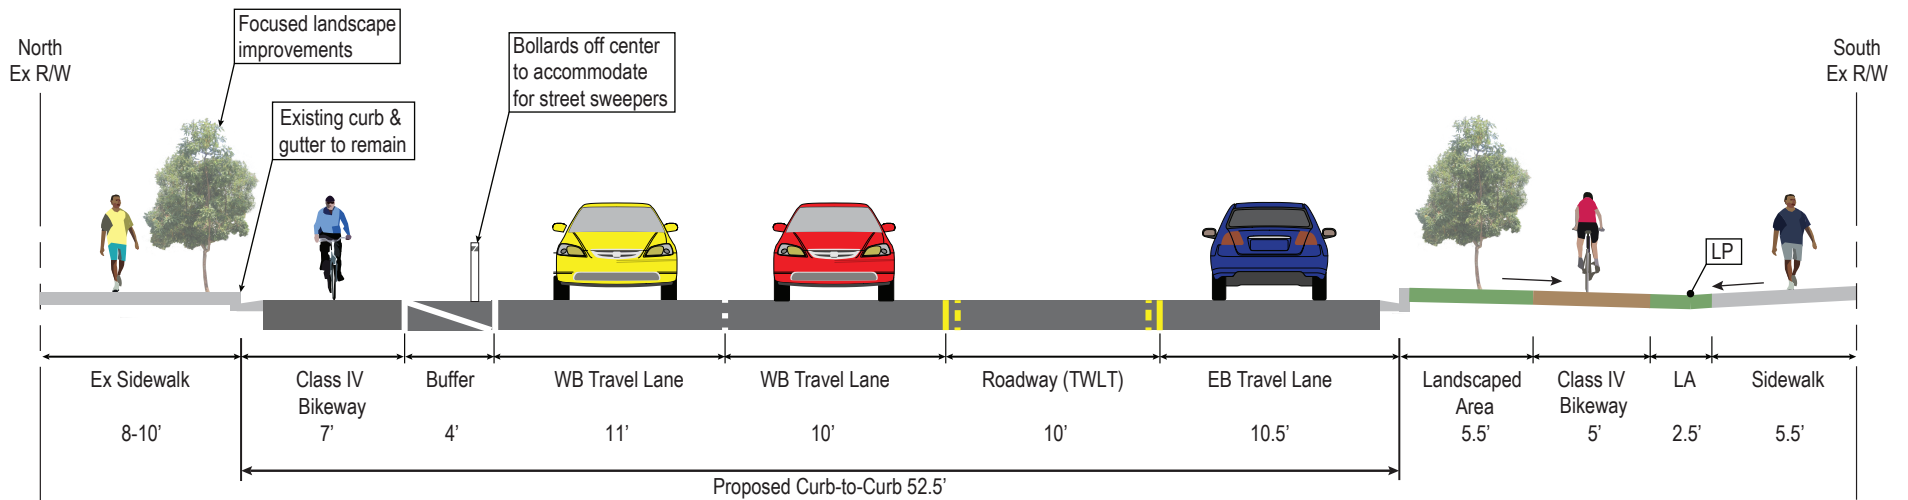 North
Ex R/W
Focused landscape
improvements
Existing curb &
gutter to remain
Bollards off center
to accommodate
for street sweepers
South
Ex R/W
LP
Ex Sidewalk
8-10’
Class IV
Bikeway
7’
Buffer
4’
WB Travel Lane
11’
WB Travel Lane
10’
Roadway (TWLT)
10’
EB Travel Lane
10.5’
Landscaped
Area
5.5’
Class IV
Bikeway
5’
LA
2.5’
Sidewalk
5.5’
Proposed Curb-to-Curb 52.5’